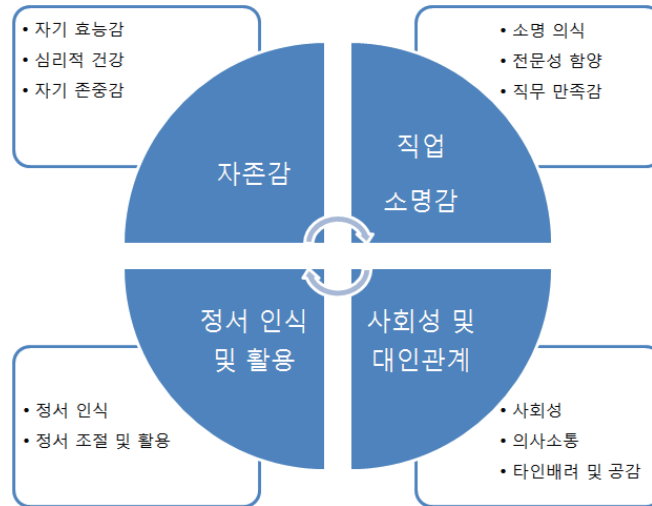 • 자기 효능감
• 심리적 건강
• 자기 존중감
• 소명 의식
• 전문성 함양
• 직무 만족감
자존감
직업
소명감
정서 인식
및 활용
사회성 및
대인관계
• 정서 인식
• 정서 조절 및 활용
• 사회성
• 의사소통
• 타인배려 및 공감